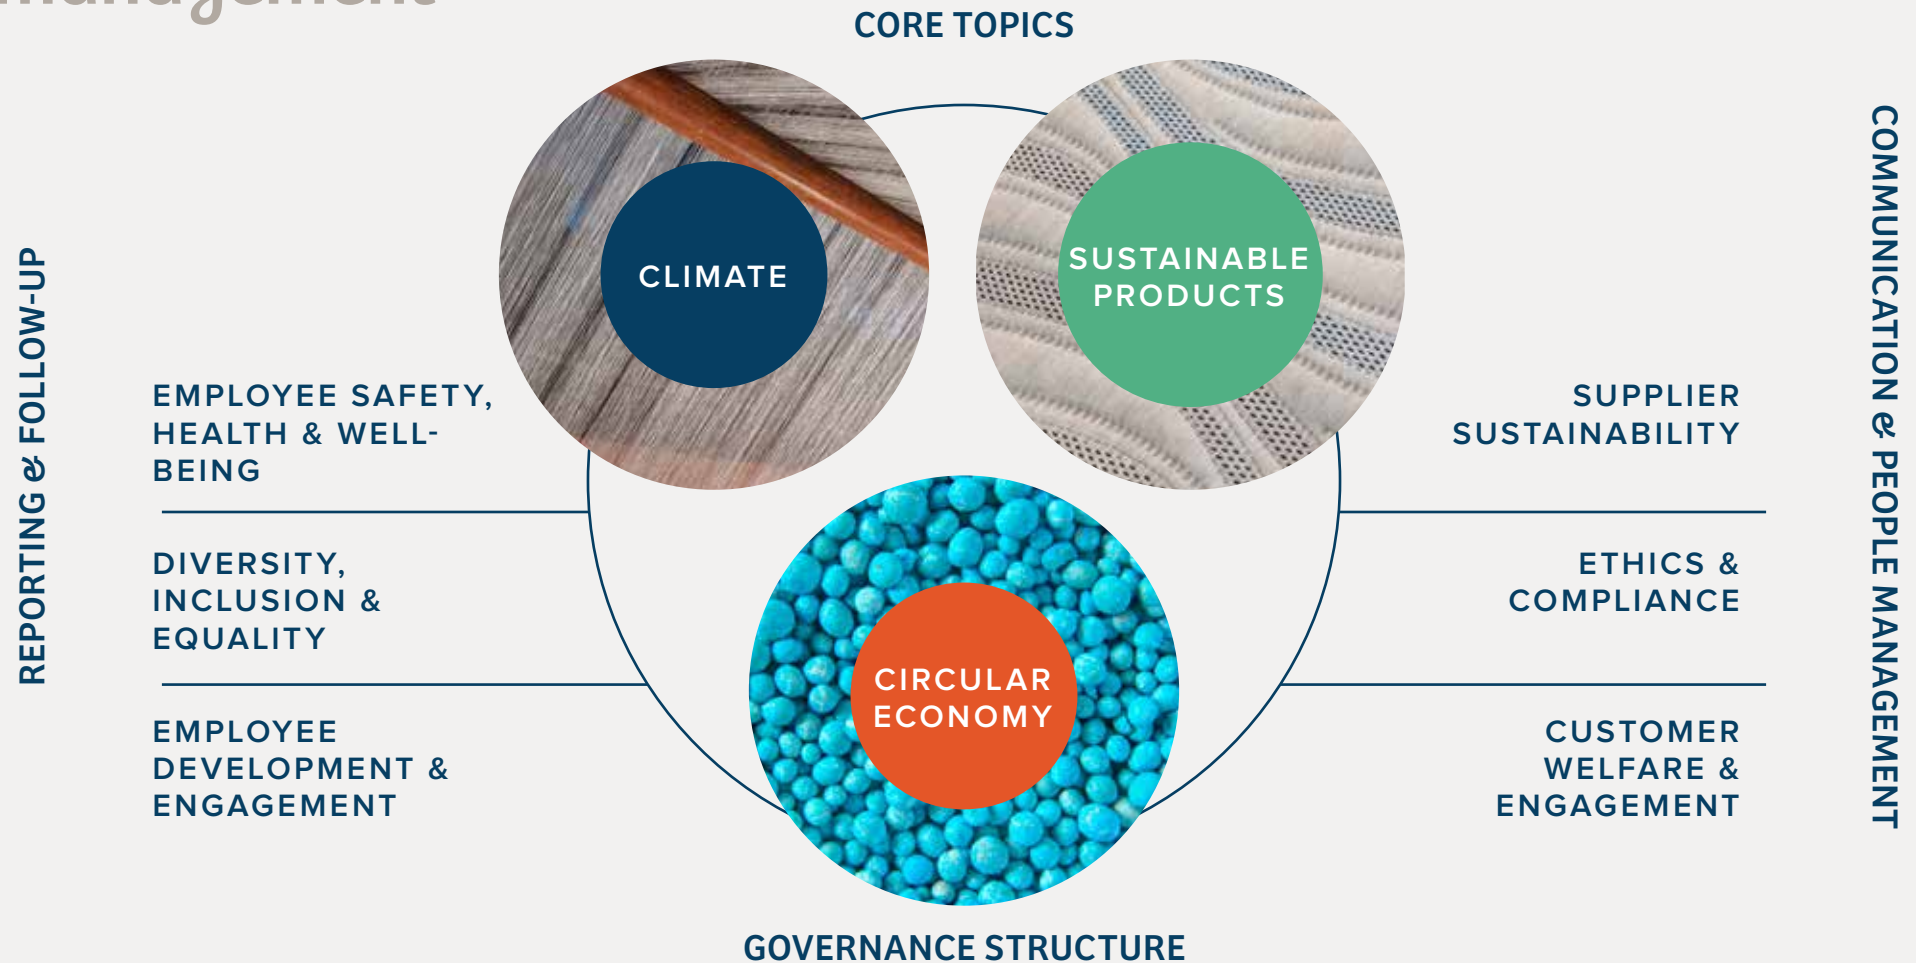 management
CORE TOPICS
CLIMATE
SUSTAINABLE
PRODUCTS
CIRCULAR
ECONOMY
REPORTING & FOLLOW-UP
EMPLOYEE SAFETY,
HEALTH & WELL-
BEING
DIVERSITY,
INCLUSION &
EQUALITY
EMPLOYEE
DEVELOPMENT &
ENGAGEMENT
SUPPLIER
SUSTAINABILITY
ETHICS &
COMPLIANCE
CUSTOMER
WELFARE &
ENGAGEMENT
COMMUNICATION & PEOPLE MANAGEMENT
GOVERNANCE STRUCTURE